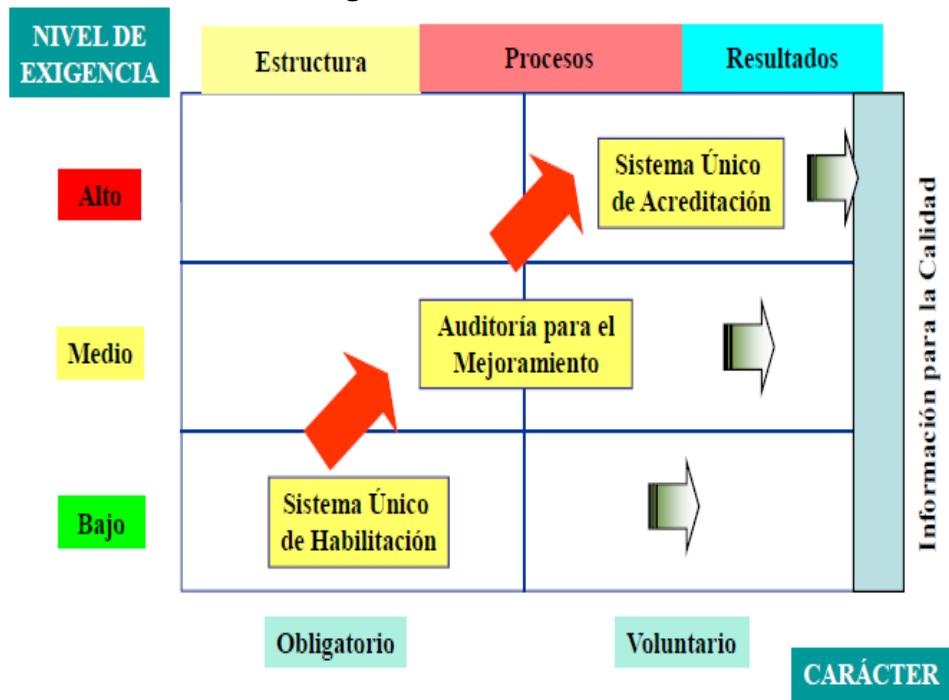 NIVEL DE
EXIGENCIA
Estructura
Procesos
Resultados
Alto
Sistema Único
de Acreditación
Medio
Auditoría para el
Mejoramiento
Bajo
Sistema Único
de Habilitación
Información para la Calidad
Obligatorio
Voluntario
CARÁCTER